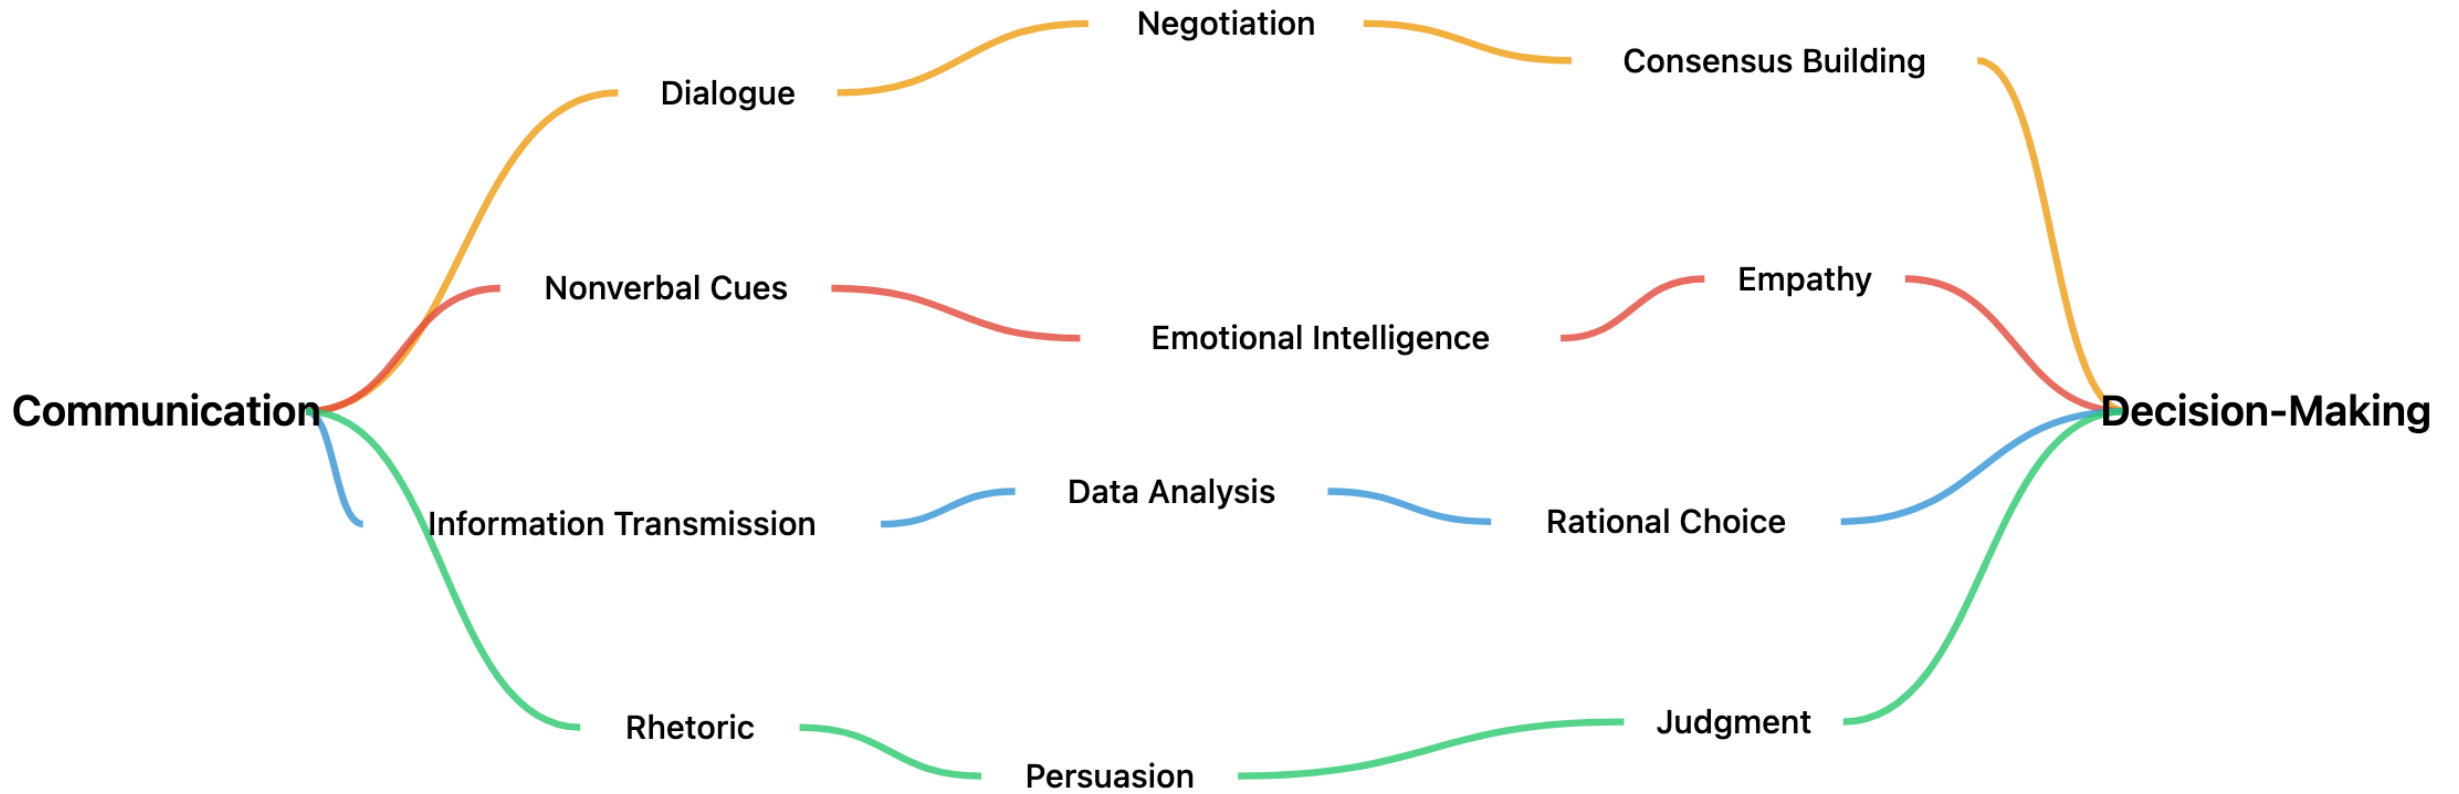 Communication
Dialogue
Negotiation
Consensus Building
Nonverbal Cues
Emotional Intelligence
Empathy
Information Transmission
Data Analysis
Rational Choice
Rhetoric
Persuasion
Judgment
Decision-Making